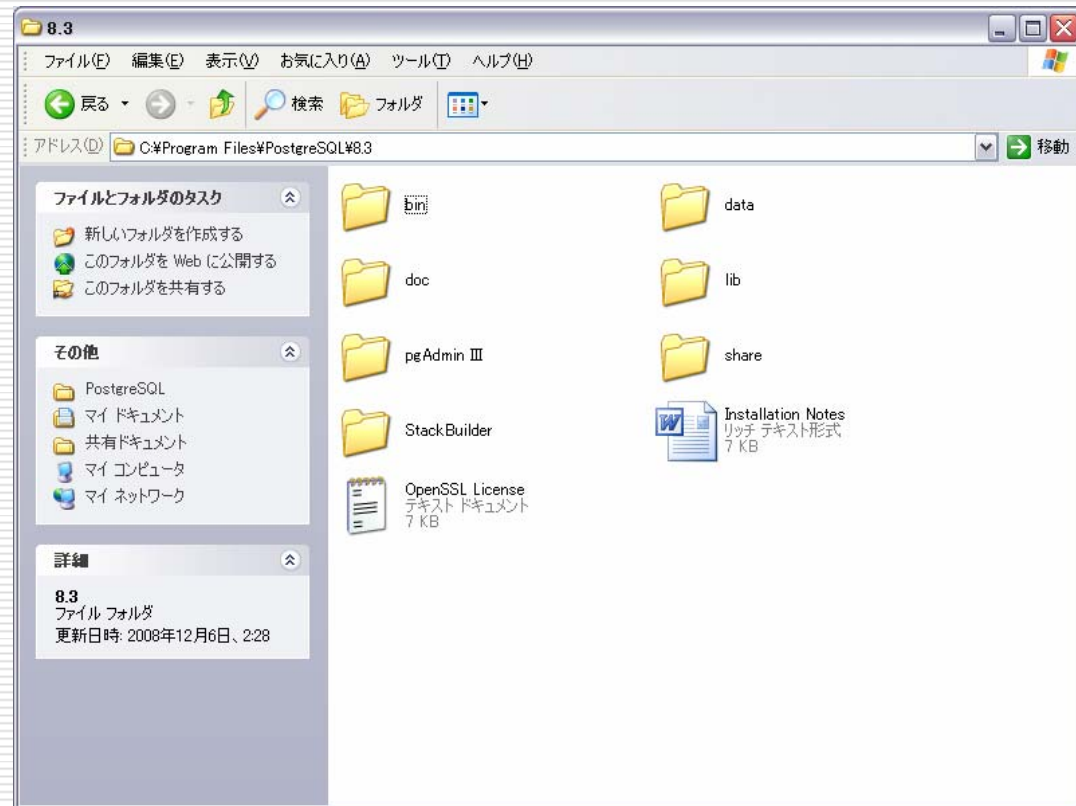 8.3
ファイル(F) 編集(E) 表示(V) お気に入り(A) ツール(T) ヘルプ(H)
戻る 検索 フォルダ
アドレス(D) C:¥Program Files¥PostgreSQL¥8.3 移動
ファイルとフォルダのタスク
新しいフォルダを作成する
このフォルダを Web に公開する
このフォルダを共有する
その他
PostgreSQL
マイ ドキュメント
共有ドキュメント
マイ コンピュータ
マイ ネットワーク
詳細
8.3
ファイル フォルダ
更新日時: 2008年12月6日、2:28
bin
data
doc
lib
pgAdmin III
share
StackBuilder
Installation Notes
リッチ テキスト形式
7 KB
OpenSSL License
テキスト ドキュメント
7 KB